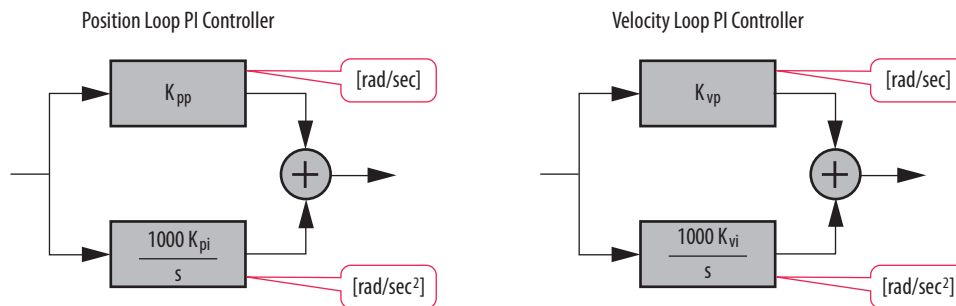 Position Loop PI Controller
K_pp
[rad/sec]
+
1000 K_pi
s
[rad/sec²]
Velocity Loop PI Controller
K_vp
[rad/sec]
+
1000 K_vi
s
[rad/sec²]